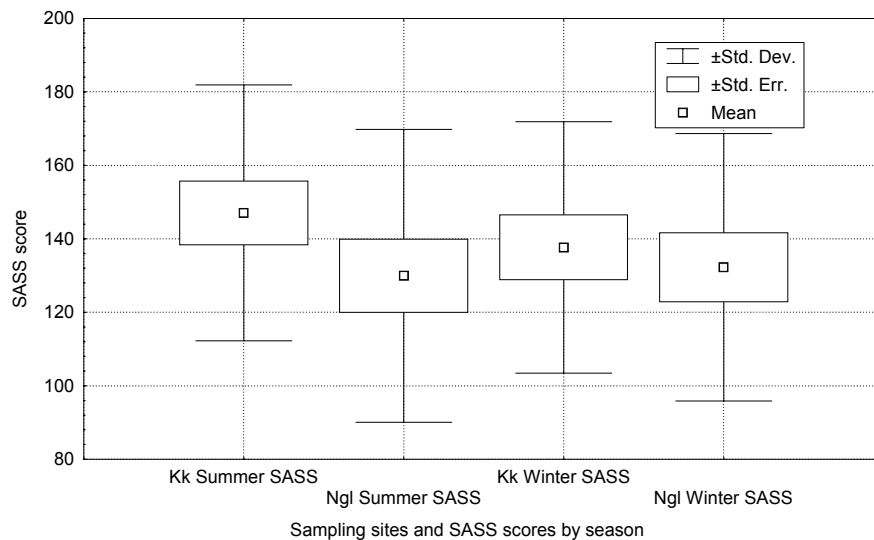 200
180
160
140
120
100
80
SASS score
±Std. Dev.
±Std. Err.
Mean
Kk Summer SASS
Ngl Summer SASS
Kk Winter SASS
Ngl Winter SASS
Sampling sites and SASS scores by season